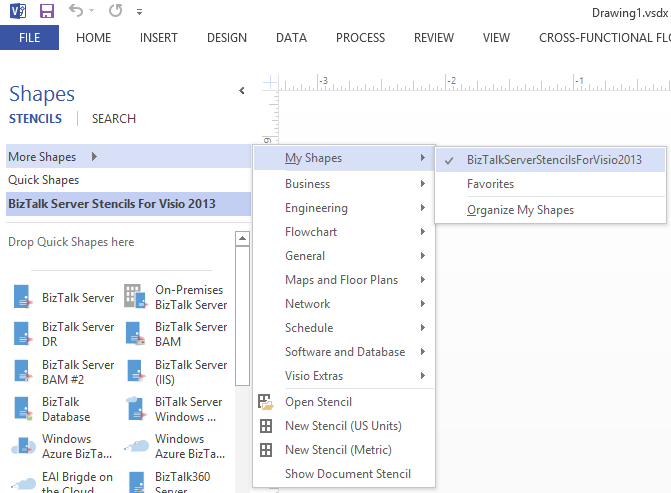 Drawing1.vsdx
FILE HOME INSERT DESIGN DATA PROCESS REVIEW VIEW CROSS-FUNCTIONAL FLO
Shapes
STENCILS SEARCH
More Shapes
Quick Shapes
BizTalk Server Stencils For Visio 2013
Drop Quick Shapes here
BizTalk Server
On-Premises
BizTalk Server
BizTalk Server
DR
BizTalk Server
BAM
BizTalk Server
BAM #2
BizTalk Server
(IIS)
BizTalk
Database
BiTalk Server
Windows ...
Windows
Azure BizTa...
Windows
Azure BizTa...
EAI Brigde on
the Cloud
BizTalk360
Server
-3 -2 -1
9
My Shapes
Business
Engineering
Flowchart
General
Maps and Floor Plans
Network
Schedule
Software and Database
Visio Extras
Open Stencil
New Stencil (US Units)
New Stencil (Metric)
Show Document Stencil
BizTalkServerStencilsForVisio2013
Favorites
Organize My Shapes